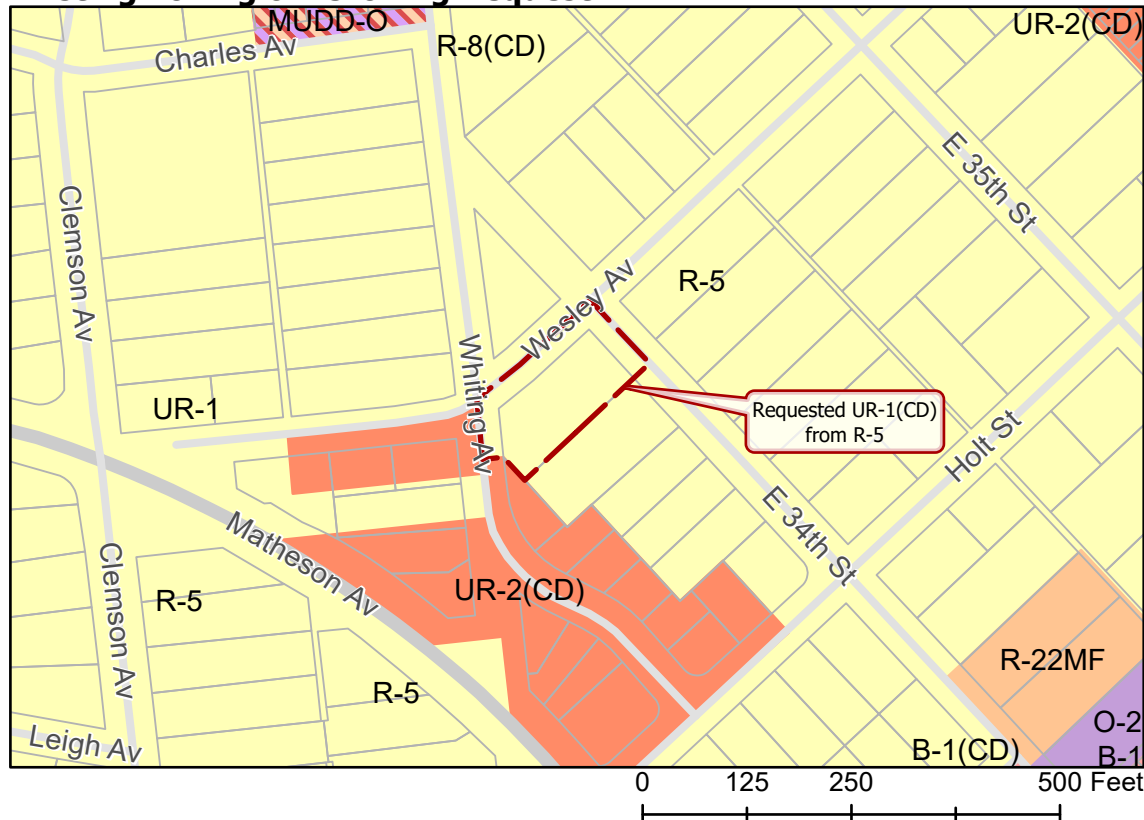 MUDD-O
UR-2(CD)
Charles Av
R-8(CD)
E 35th St
Clemson Av
Wesley Av
R-5
Whiting Av
UR-1
Requested UR-1(CD)
from R-5
Holt St
Matheson Av
E 34th St
Clemson Av
R-5
UR-2(CD)
R-22MF
R-5
O-2
Leigh Av
B-1(CD)
B-1
0 125 250 500 Feet